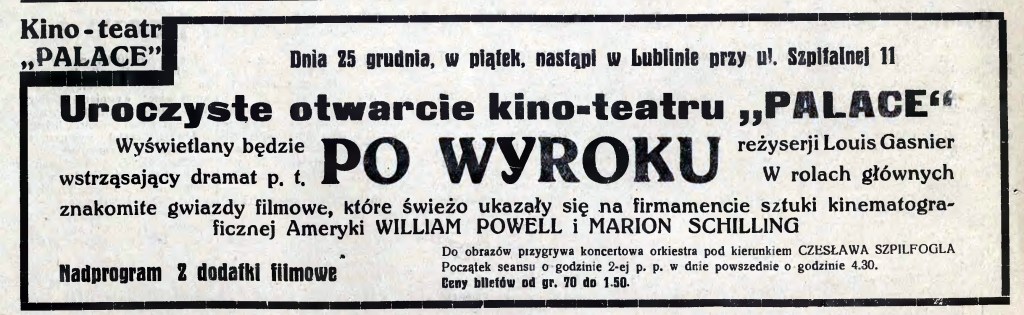 Kino-teatr
„PALACE”
Dnia 25 grudnia, w piątek, nastąpi w Lublinie przy ul. Szpitalnej 11
Uroczyste otwarcie kino-teatru „PALACE“
Wyświetlany będzie
wstrząsający dramat p. t.
PO WYROKU
reżyserji Louis Gasnier
W rolach głównych
znakomite gwiazdy filmowe, które świeżo ukazały się na firmamencie sztuki kinematogra-
ficznej Ameryki WILLIAM POWELL i MARION SCHILLING
Nadprogram 2 dodatki filmowe
Do obrazów przygrywa koncertowa orkiestra pod kierunkiem CZESŁAWA SZPILFOGLA
Początek seansu o godzinie 2-ej p. p. w dnie powszednie o godzinie 4.30.
Ceny biletów od gr. 70 do 1.50.